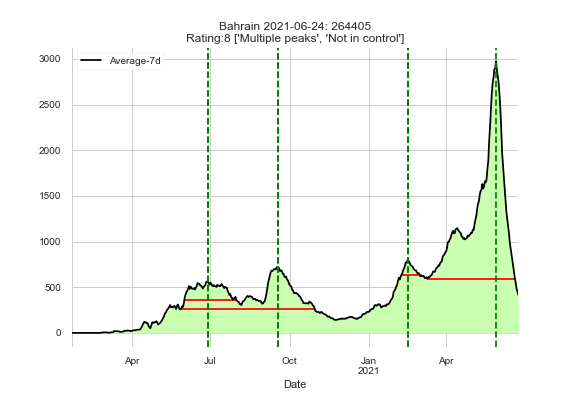 Bahrain 2021-06-24: 264405
Rating:8 ['Multiple peaks', 'Not in control']
Average-7d
3000
2500
2000
1500
1000
500
0
Apr Jul Oct Jan Apr
2021
Date